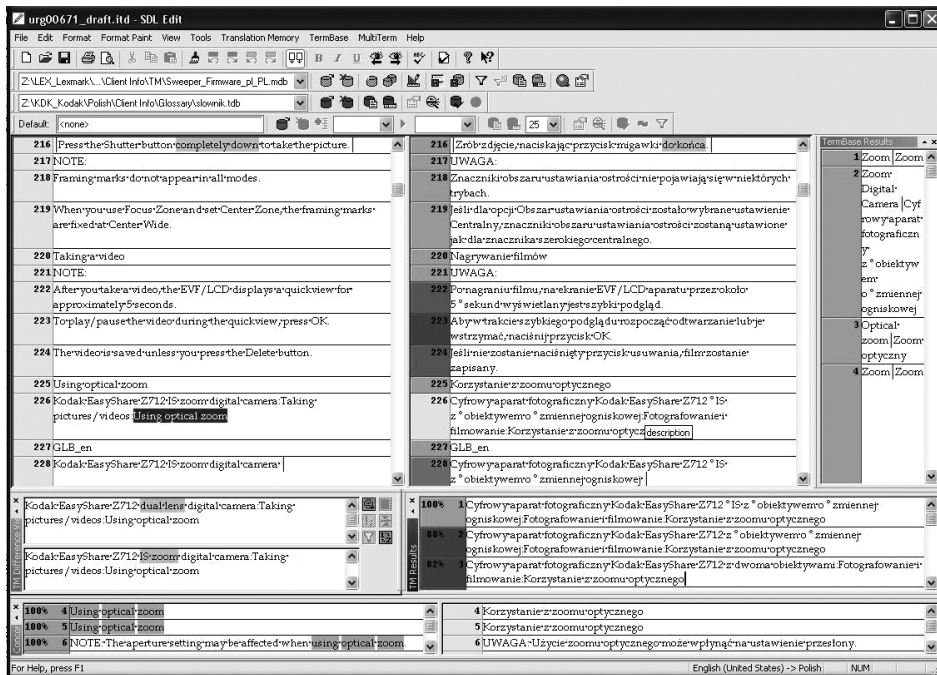 urg00671_draft.itd - SDL Edit
File Edit Format Format Paint View Tools Translation Memory TermBase MultiTerm Help
Z:\LEX_Lexmark\...\Client Info\TM\Sweeper_Firmware_pl_PL.mdb
Z:\KDK_Kodak\Polish\Client Info\Glossary\slownik.tdb
Default: <none> 25
216 Press·the·Shutter·button·completely·down·to·take·the·picture.
217 NOTE:
218 Framing·marks·do·not·appear·in·all·modes.
219 When·you·use·Focus·Zone·and·set·Center·Zone,·the·framing·marks·
are·fixed·at·Center·Wide.
220 Taking·a·video
221 NOTE:
222 After·you·take·a·video,·the·EVF/LCD·displays·a·quickview·for·
approximately·5·seconds.
223 To·play/pause·the·video·during·the·quickview,·press·OK.
224 The·video·is·saved·unless·you·press·the·Delete·button.
225 Using·optical·zoom
226 Kodak·EasyShare·Z712·IS·zoom·digital·camera:Taking·
pictures/videos:Using optical zoom
227 GLB_en
228 Kodak·EasyShare·Z712·IS·zoom·digital·camera·
216 Zrób·zdjęcie,·naciskając·przycisk·migawki·do·końca.
217 UWAGA:
218 Znaczniki·obszaru·ustawiania·ostrości·nie·pojawiają·się·w·niektórych·
trybach.
219 Jeśli·dla·opcji·Obszar·ustawiania·ostrości·zostało·wybrane·ustawienie·
Centralny,·znaczniki·obszaru·ustawiania·ostrości·zostaną·ustawione·
jak·dla·znacznika·szerokiego·centralnego.
220 Nagrywanie·filmów
221 UWAGA:
222 Po·nagraniu·filmu,·na·ekranie·EVF/LCD·aparatu·przez·około·
5°sekund·wyświetlany·jest·szybki·podgląd.
223 Aby·w·trakcie·szybkiego·podglądu·rozpocząć·odtwarzanie·lub·je·
wstrzymać,·naciśnij·przycisk·OK.
224 Jeśli·nie·zostanie·naciśnięty·przycisk·usuwania,·film·zostanie·
zapisany.
225 Korzystanie·z·zoomu·optycznego
226 Cyfrowy·aparat·fotograficzny·Kodak·EasyShare·Z712°IS·
z°obiektywem·o°zmiennej·ogniskowej:Fotografowanie·i·
filmowanie:Korzystanie·z·zoomu·optycz
description
227 GLB_en
228 Cyfrowy·aparat·fotograficzny·Kodak·EasyShare·Z712°IS·
z°obiektywem·o°zmiennej·ogniskowej·
TermBase Results
1 Zoom |Zoom
2 Zoom·
Digital·
Camera |Cyf
rowy·aparat·
fotograficzn
y·
z°obiektyw
em·
o°zmiennej
ogniskowej
3 Optical·
zoom |Zoom·
optyczny
4 Zoom |Zoom
Kodak·EasyShare·Z712·dual·lens·digital·camera:Taking·
pictures/videos:Using·optical·zoom
Kodak·EasyShare·Z712·IS·zoom·digital·camera:Taking·
pictures/videos:Using·optical·zoom
TM Results
100% 1 Cyfrowy·aparat·fotograficzny·Kodak·EasyShare·Z712°IS·z°obiektywem·o°zmiennej·
ogniskowej:Fotografowanie·i·filmowanie:Korzystanie·z·zoomu·optycznego
88% 2 Cyfrowy·aparat·fotograficzny·Kodak·EasyShare·Z712·z°obiektywem·o°zmiennej·
ogniskowej:Fotografowanie·i·filmowanie:Korzystanie·z·zoomu·optycznego
82% 3 Cyfrowy·aparat·fotograficzny·Kodak·EasyShare·Z712·z·dwoma·obiektywami:Fotografowanie·i·
filmowanie:Korzystanie·z·zoomu·optycznego
100% 4 Using·optical·zoom
100% 5 Using·optical·zoom
100% 6 NOTE:·The·aperture·setting·may·be·affected·when·using·optical·zoom.
4 Korzystanie·z·zoomu·optycznego
5 Korzystanie·z·zoomu·optycznego
6 UWAGA:·Użycie·zoomu·optycznego·może·wpłynąć·na·ustawienie·przesłony.
For Help, press F1
English (United States) -> Polish NUM